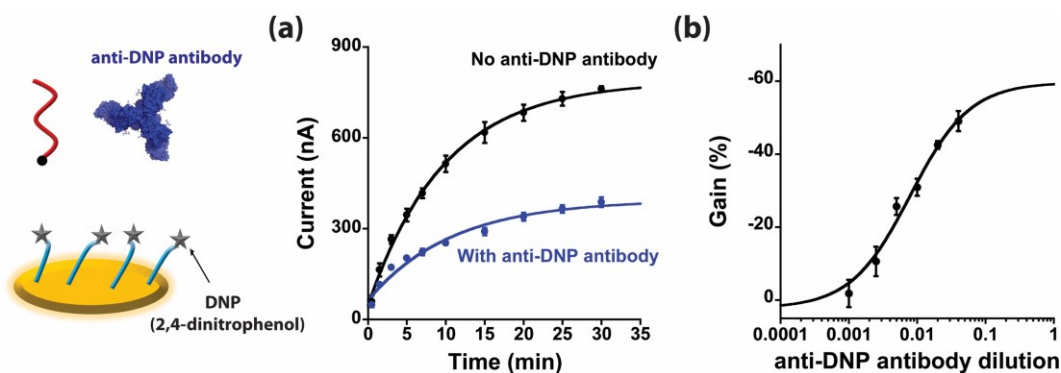 anti-DNP antibody
DNP
(2,4-dinitrophenol)
(a)
900
600
300
0
Current (nA)
No anti-DNP antibody
With anti-DNP antibody
0 5 10 15 20 25 30 35
Time (min)
(b)
-60
-40
-20
0
Gain (%)
0.0001 0.001 0.01 0.1 1
anti-DNP antibody dilution